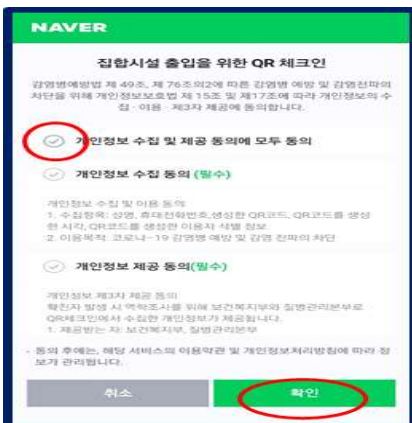 NAVER
집합시설 출입을 위한 QR 체크인
감염병예방법 제 49조, 제 76조의2에 따른 감염병 예방 및 감염전파의
차단을 위해 개인정보보호법 제 15조 및 제17조에 따라 개인정보의 수
집 · 이용 · 제3자 제공에 동의합니다.
개인정보 수집 및 제공 동의에 모두 동의
개인정보 수집 동의 (필수)
개인정보 수집 및 이용 동의
1. 수집항목: 성명, 휴대전화번호,생성한 QR코드, QR코드를 생성
한 시각, QR코드를 생성한 이용자 식별 정보
2. 이용목적: 코로나-19 감염병 예방 및 감염 전파의 차단
개인정보 제공 동의(필수)
개인정보 제3자 제공 동의
확진자 발생 시 역학조사를 위해 보건복지부와 질병관리본부로
QR체크인에서 수집한 개인정보가 제공됩니다.
1. 제공받는 자: 보건복지부, 질병관리본부
- 동의 후에는, 해당 서비스의 이용약관 및 개인정보처리방침에 따라 정
보가 관리됩니다.
취소 확인